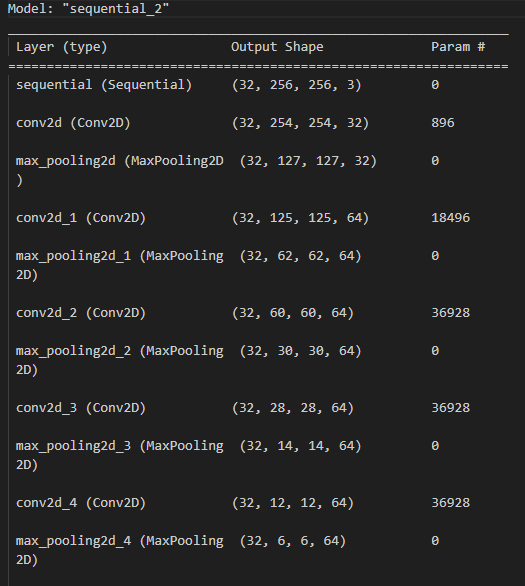 Model: "sequential_2"
_________________________________________________________________
Layer (type)                Output Shape              Param #
=================================================================
sequential (Sequential)     (32, 256, 256, 3)         0
conv2d (Conv2D)             (32, 254, 254, 32)        896
max_pooling2d (MaxPooling2D  (32, 127, 127, 32)       0
)
conv2d_1 (Conv2D)           (32, 125, 125, 64)        18496
max_pooling2d_1 (MaxPooling  (32, 62, 62, 64)         0
2D)
conv2d_2 (Conv2D)           (32, 60, 60, 64)          36928
max_pooling2d_2 (MaxPooling  (32, 30, 30, 64)         0
2D)
conv2d_3 (Conv2D)           (32, 28, 28, 64)          36928
max_pooling2d_3 (MaxPooling  (32, 14, 14, 64)         0
2D)
conv2d_4 (Conv2D)           (32, 12, 12, 64)          36928
max_pooling2d_4 (MaxPooling  (32, 6, 6, 64)           0
2D)